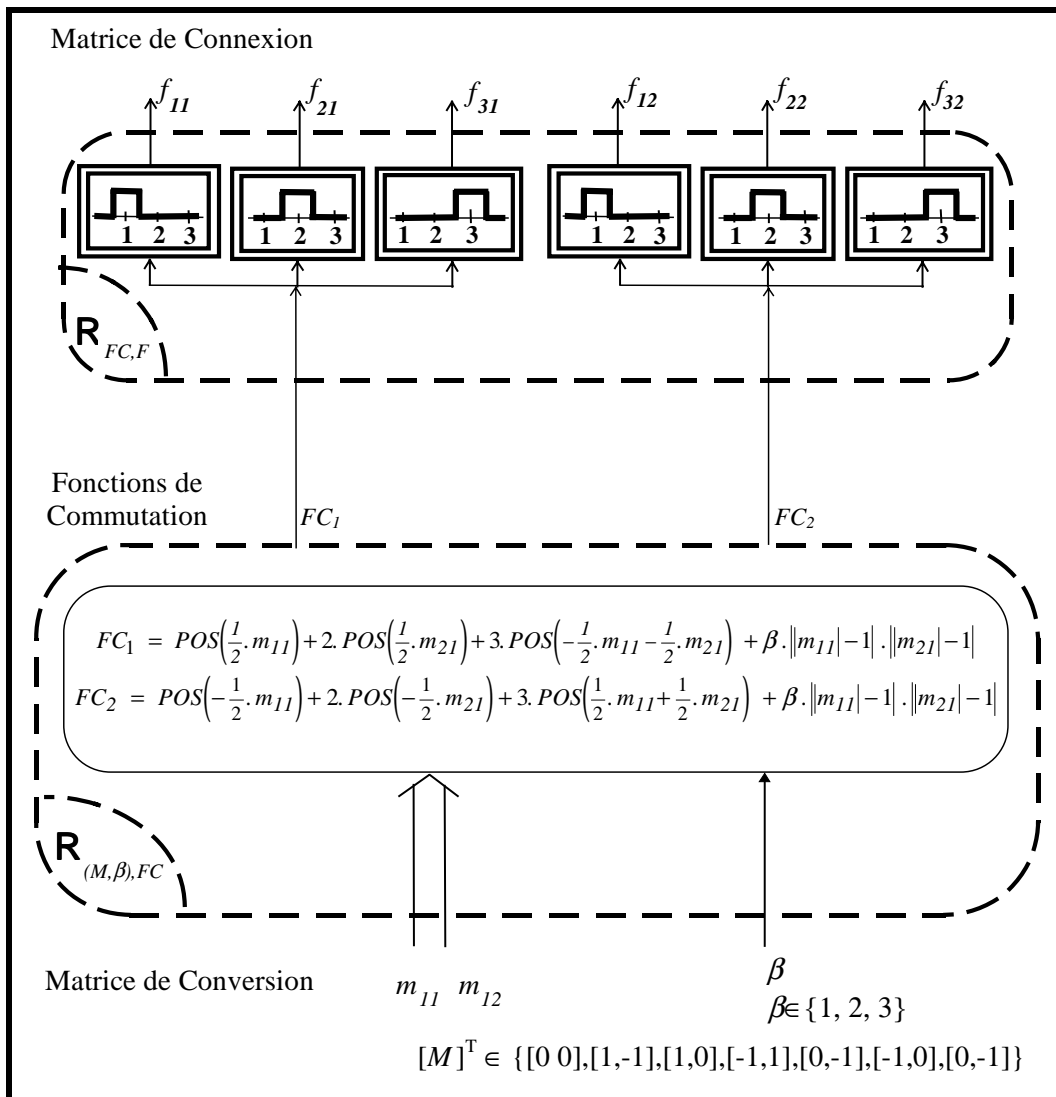 Matrice de Connexion
f11 f21 f31 f12 f22 f32
1 2 3 1 2 3 1 2 3 1 2 3 1 2 3 1 2 3
R FC,F
Fonctions de
Commutation
FC1 FC2
FC1 = POS(1/2.m11)+2.POS(1/2.m21)+3.POS(-1/2.m11-1/2.m21) +β.||m11|-1|.||m21|-1|
FC2 = POS(-1/2.m11)+2.POS(-1/2.m21)+3.POS(1/2.m11+1/2.m21) +β.||m11|-1|.||m21|-1|
R (M,β),FC
Matrice de Conversion
m11 m12
β
β∈{1, 2, 3}
[M]T ∈ {[0 0],[1,-1],[1,0],[-1,1],[0,-1],[-1,0],[0,-1]}